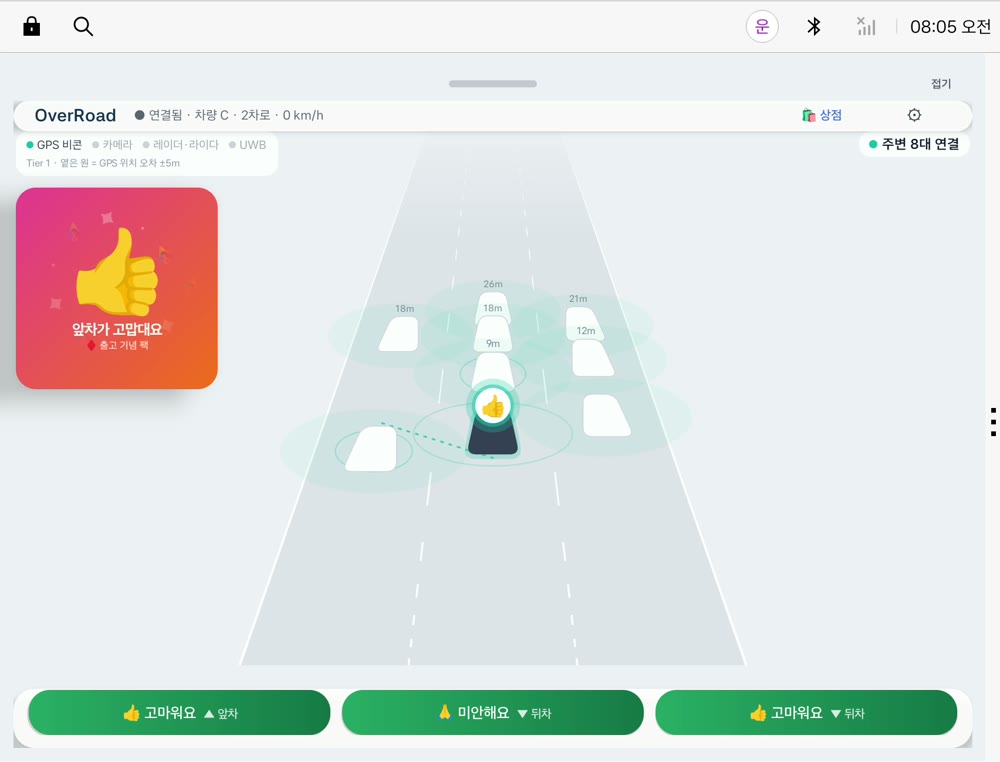 운
08:05 오전
접기
OverRoad
연결됨 · 차량 C · 2차로 · 0 km/h
🛍️ 상점
GPS 비콘 카메라 레이더·라이다 UWB
Tier 1 · 옅은 원 = GPS 위치 오차 ±5m
주변 8대 연결
앞차가 고맙대요
♦️ 출고 기념 팩
26m
21m
18m
18m
12m
9m
👍 고마워요 ▲ 앞차
🙏 미안해요 ▼ 뒤차
👍 고마워요 ▼ 뒤차